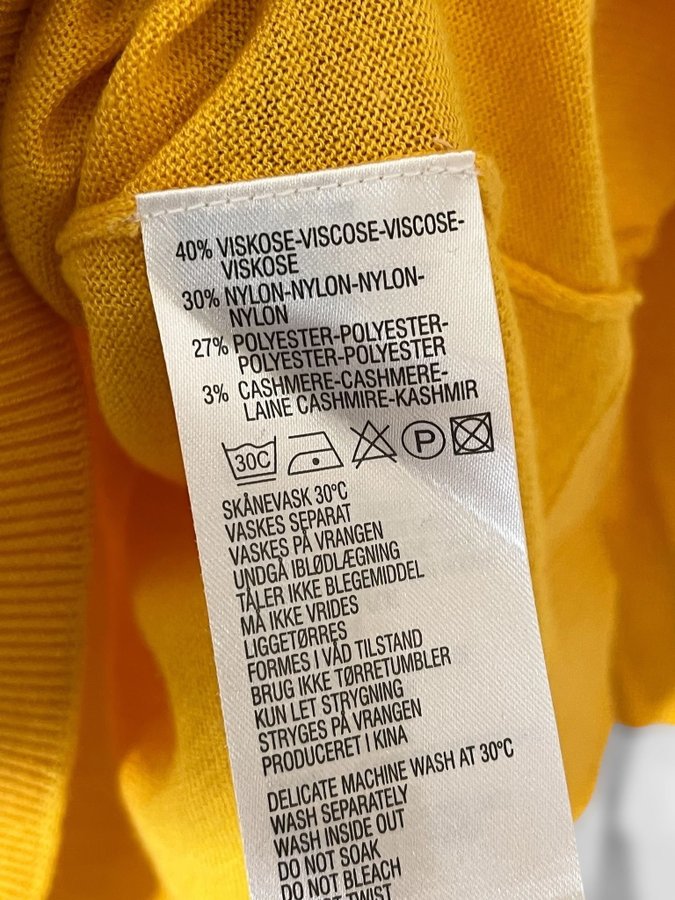 40% VISKOSE-VISCOSE-VISCOSE-
VISKOSE
30% NYLON-NYLON-NYLON-
NYLON
27% POLYESTER-POLYESTER-
POLYESTER-POLYESTER
3% CASHMERE-CASHMERE-
LAINE CASHMIRE-KASHMIR
30C P
SKÅNEVASK 30°C
VASKES SEPARAT
VASKES PÅ VRANGEN
UNDGÅ IBLØDLÆGNING
TÅLER IKKE BLEGEMIDDEL
MÅ IKKE VRIDES
LIGGETØRRES
FORMES I VÅD TILSTAND
BRUG IKKE TØRRETUMBLER
KUN LET STRYGNING
STRYGES PÅ VRANGEN
PRODUCERET I KINA
DELICATE MACHINE WASH AT 30°C
WASH SEPARATELY
WASH INSIDE OUT
DO NOT SOAK
DO NOT BLEACH
TWIST